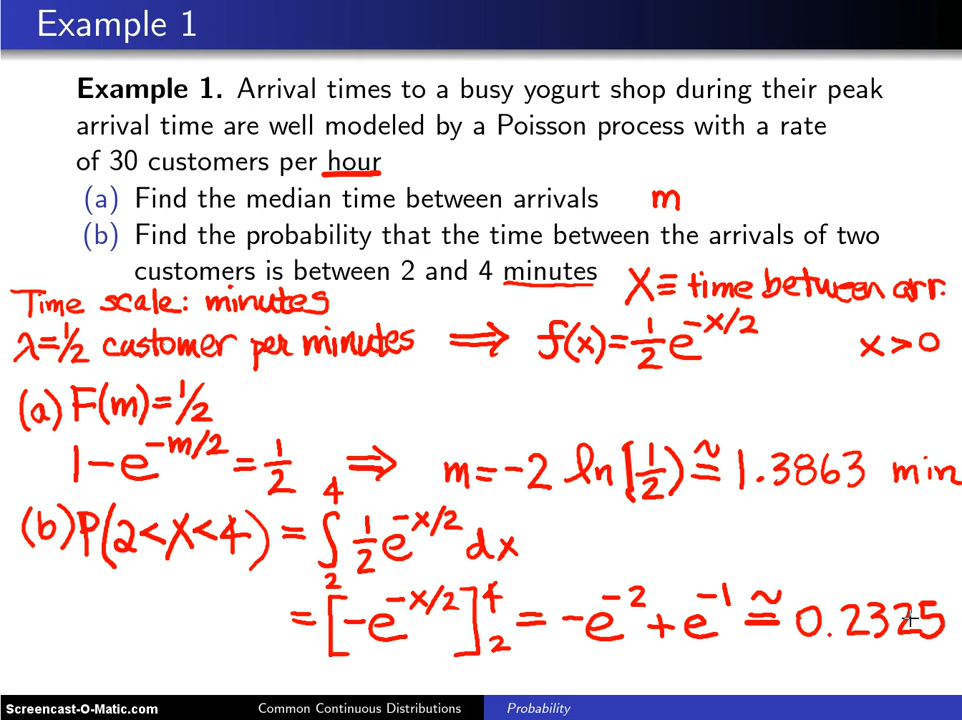 Example 1
Example 1. Arrival times to a busy yogurt shop during their peak
arrival time are well modeled by a Poisson process with a rate
of 30 customers per hour
(a) Find the median time between arrivals m
(b) Find the probability that the time between the arrivals of two
customers is between 2 and 4 minutes
X ≡ time between arr.
Time scale: minutes
λ = 1/2 customer per minutes ⟹ f(x) = 1/2 e^{-x/2} x > 0
(a) F(m) = 1/2
1 - e^{-m/2} = 1/2 ⟹ m = -2 ln(1/2) ≅ 1.3863 min
(b) P(2 < X < 4) = ∫_2^4 1/2 e^{-x/2} dx
= [-e^{-x/2}]_2^4 = -e^{-2} + e^{-1} ≅ 0.2325
Screencast-O-Matic.com Common Continuous Distributions Probability